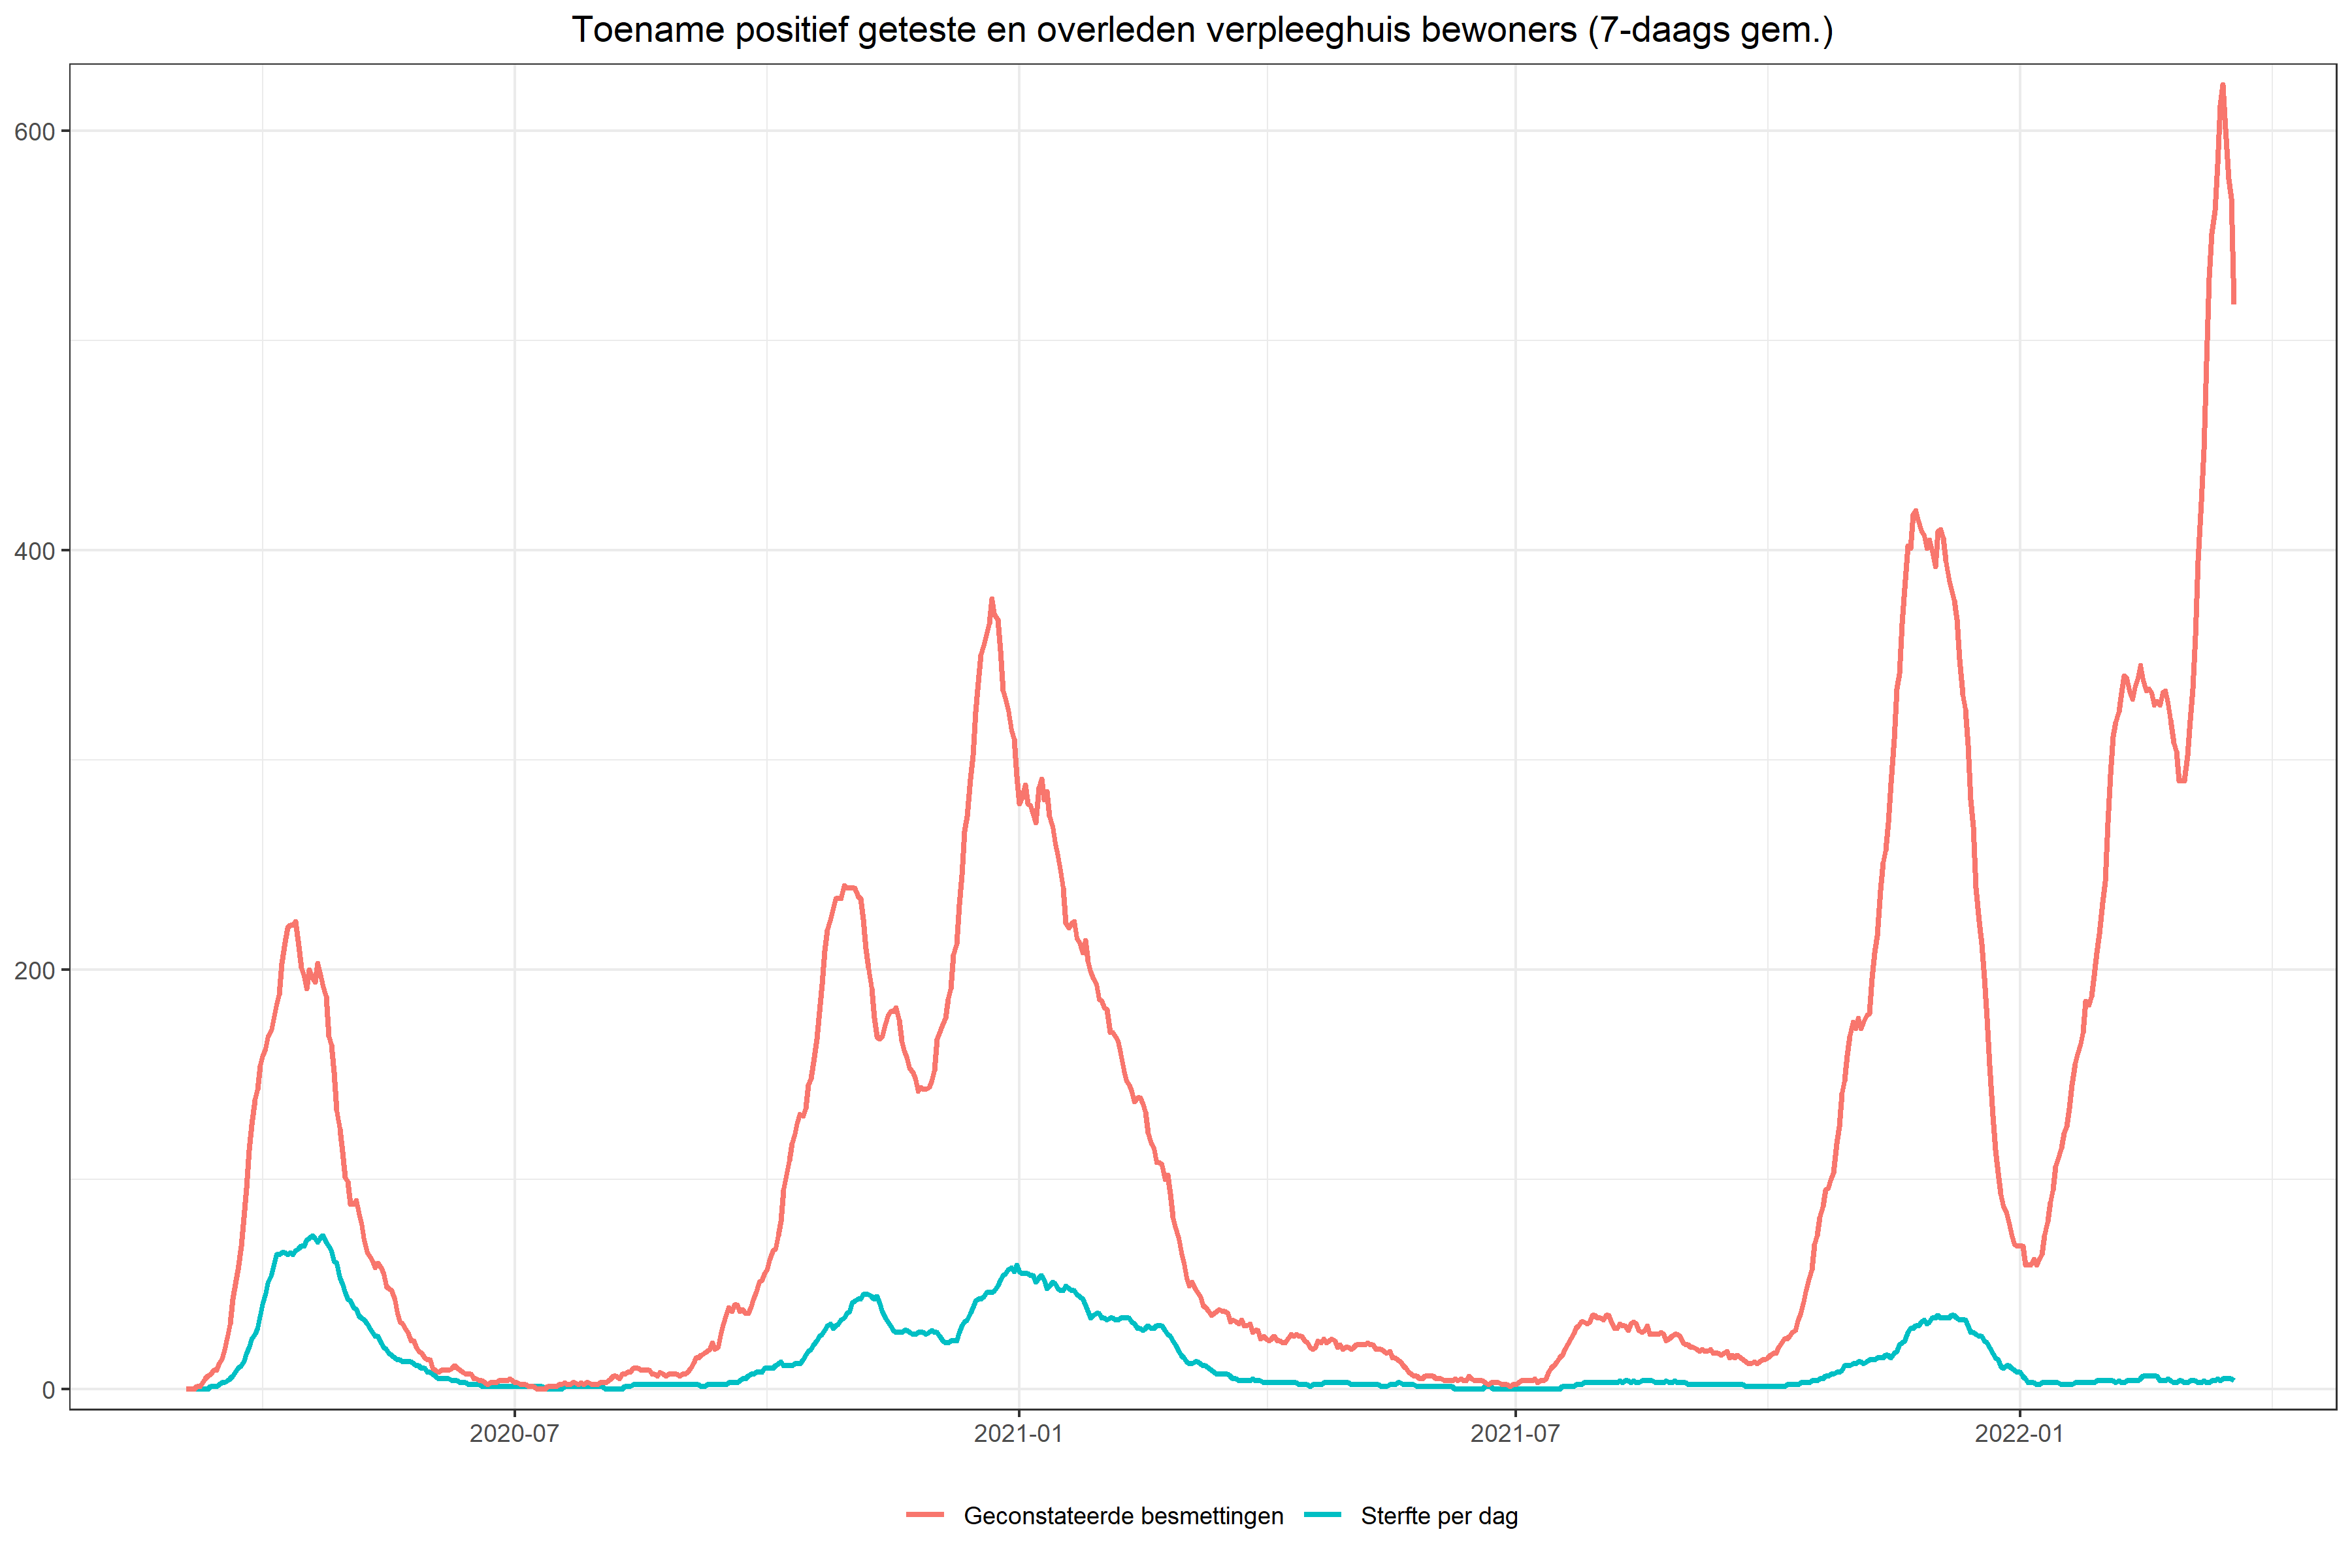 Toename positief geteste en overleden verpleeghuis bewoners (7-daags gem.)
600
400
200
0
2020-07 2021-01 2021-07 2022-01
Geconstateerde besmettingen Sterfte per dag